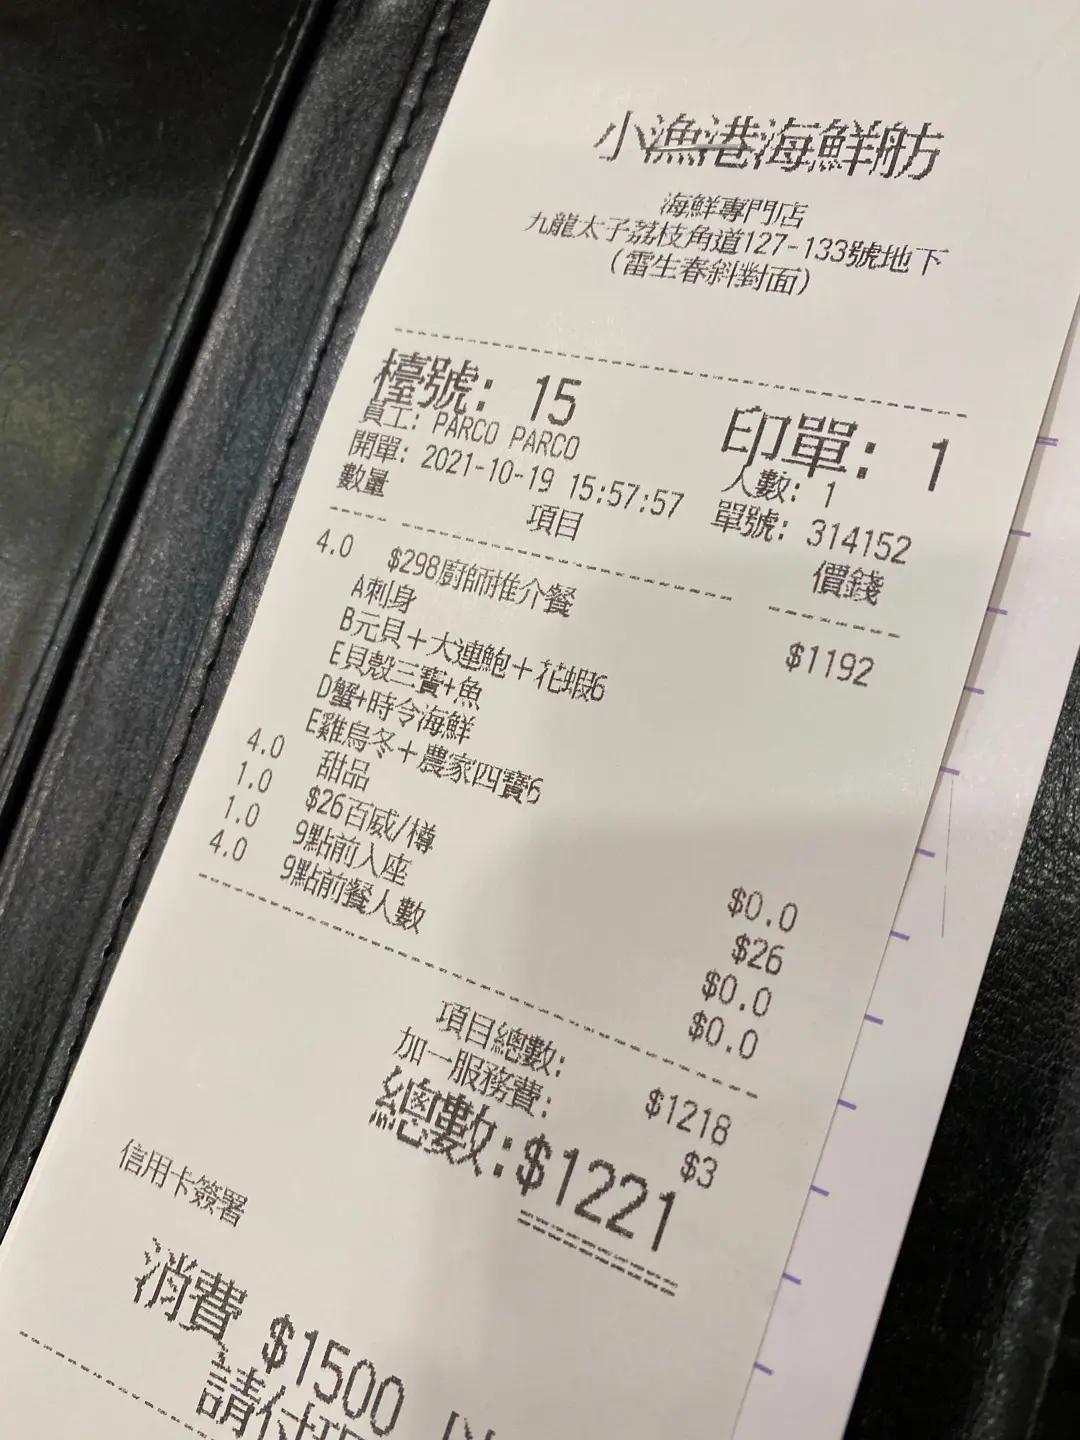 小漁港海鮮舫
海鮮專門店
九龍太子荔枝角道127-133號地下
(雷生春斜對面)
檯號: 15 印單: 1
員工: PARCO PARCO 人數: 1
開單: 2021-10-19 15:57:57 單號: 314152
數量 項目 價錢
4.0 $298廚師推介餐 $1192
A刺身
B元貝+大連鮑+花蝦6
E貝殼三寶+魚
D蟹+時令海鮮
E雞烏冬+農家四寶6
4.0 甜品 $0.0
1.0 $26百威/樽 $26
1.0 9點前入座 $0.0
4.0 9點前餐人數 $0.0
項目總數: $1218
加一服務費: $3
總數:$1221
信用卡簽署
消費 $1500
請付